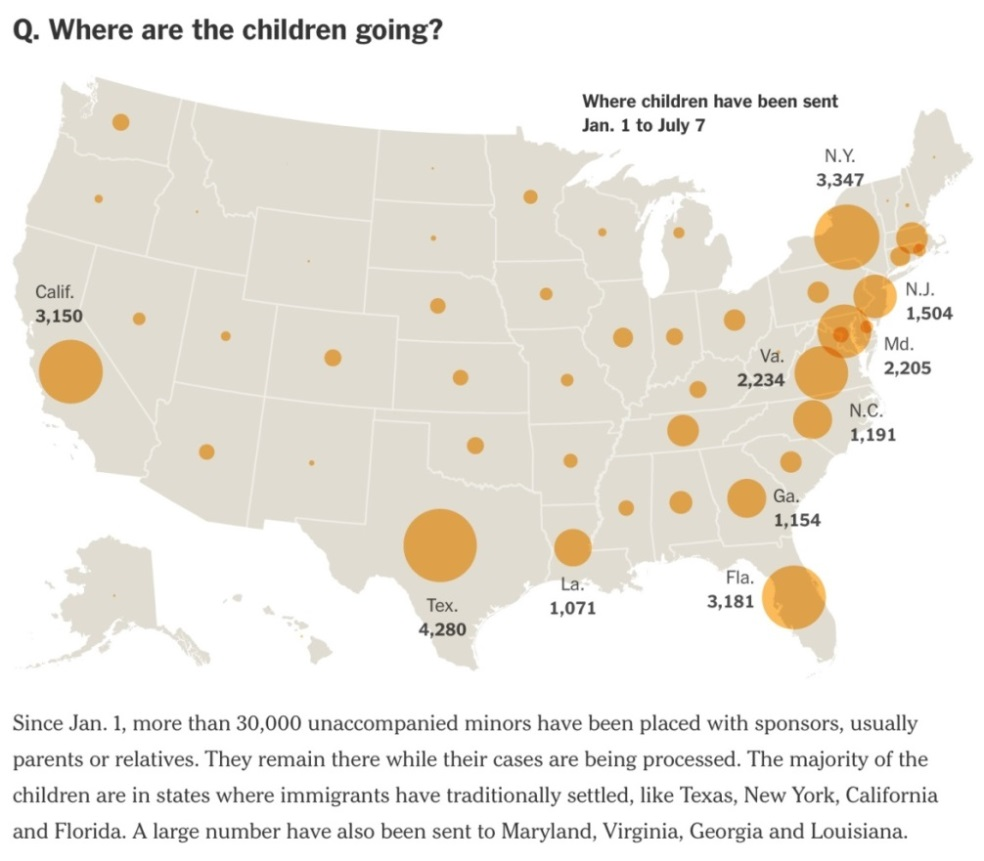 Q. Where are the children going?
Where children have been sent
Jan. 1 to July 7
N.Y.
3,347
Calif.
3,150
N.J.
1,504
Md.
2,205
Va.
2,234
N.C.
1,191
Ga.
1,154
La.
1,071
Fla.
3,181
Tex.
4,280
Since Jan. 1, more than 30,000 unaccompanied minors have been placed with sponsors, usually
parents or relatives. They remain there while their cases are being processed. The majority of the
children are in states where immigrants have traditionally settled, like Texas, New York, California
and Florida. A large number have also been sent to Maryland, Virginia, Georgia and Louisiana.